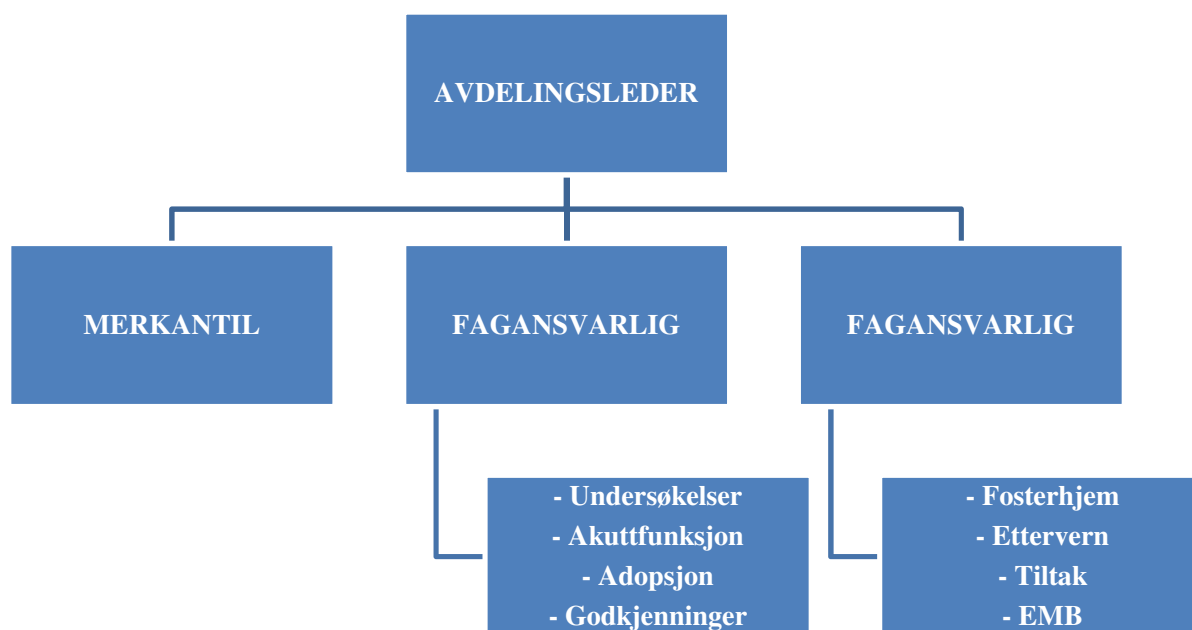 AVDELINGSLEDER
MERKANTIL
FAGANSVARLIG
FAGANSVARLIG
- Undersøkelser
- Akuttfunksjon
- Adopsjon
- Godkjenninger
- Fosterhjem
- Ettervern
- Tiltak
- EMB